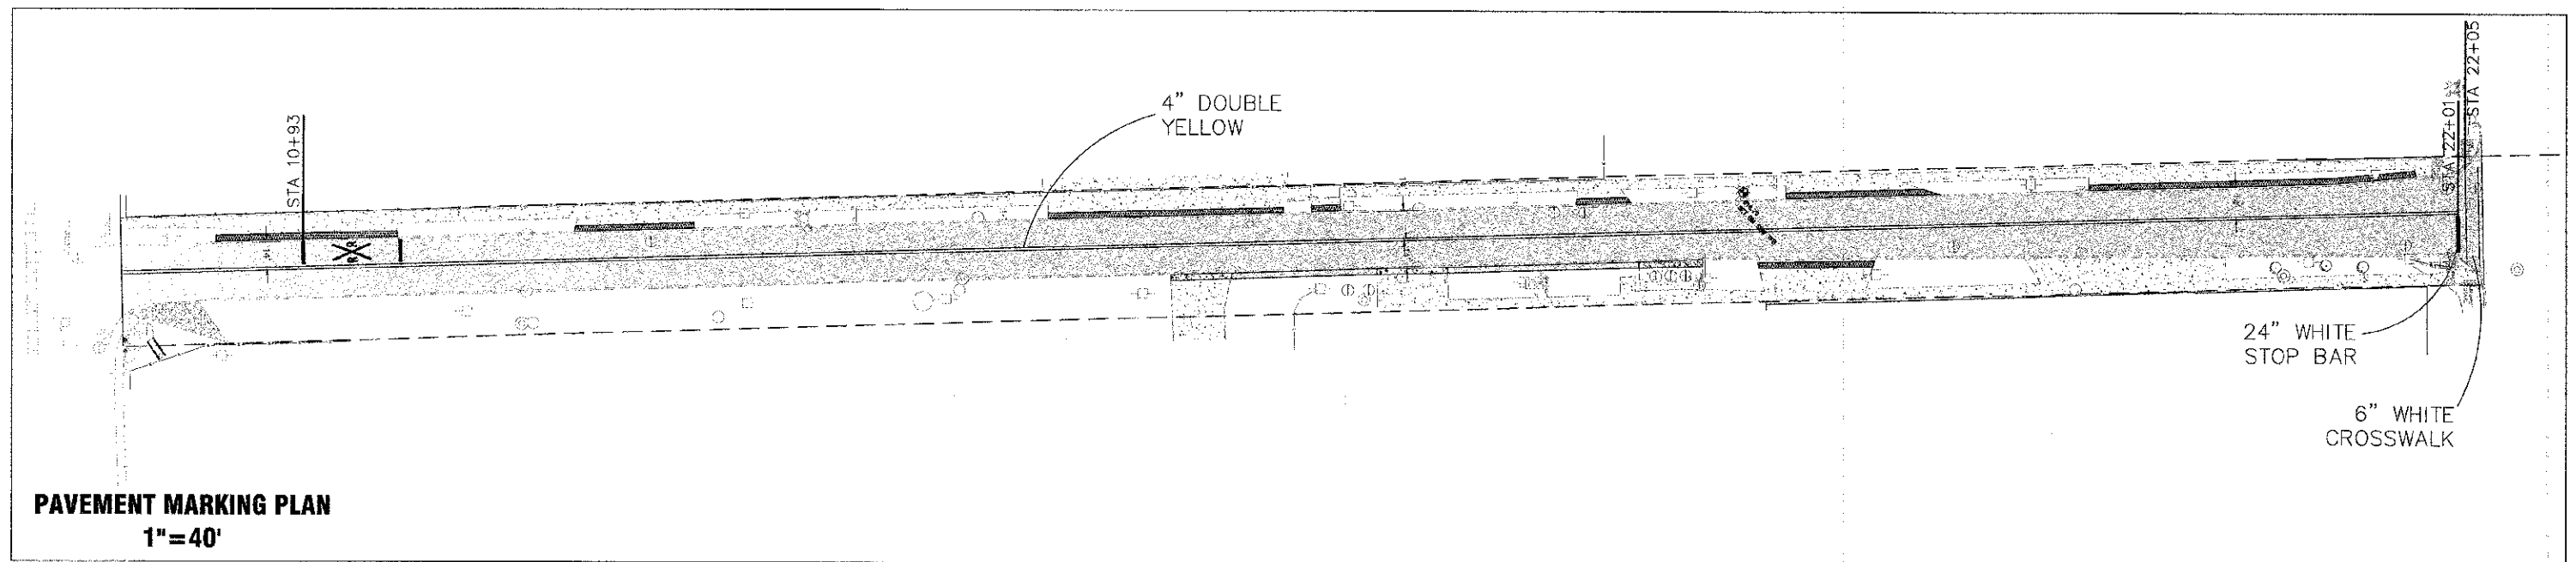 STA 22+05
STA 22+01
4" DOUBLE
YELLOW
STA 10+93
R R
24" WHITE
STOP BAR
6" WHITE
CROSSWALK
PAVEMENT MARKING PLAN
1"=40'